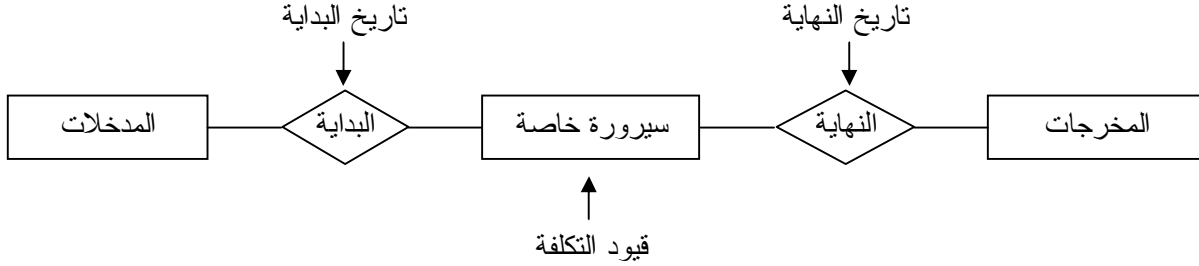 تاريخ البداية
تاريخ النهاية
المدخلات
البداية
سيرورة خاصة
النهاية
المخرجات
قيود التكلفة